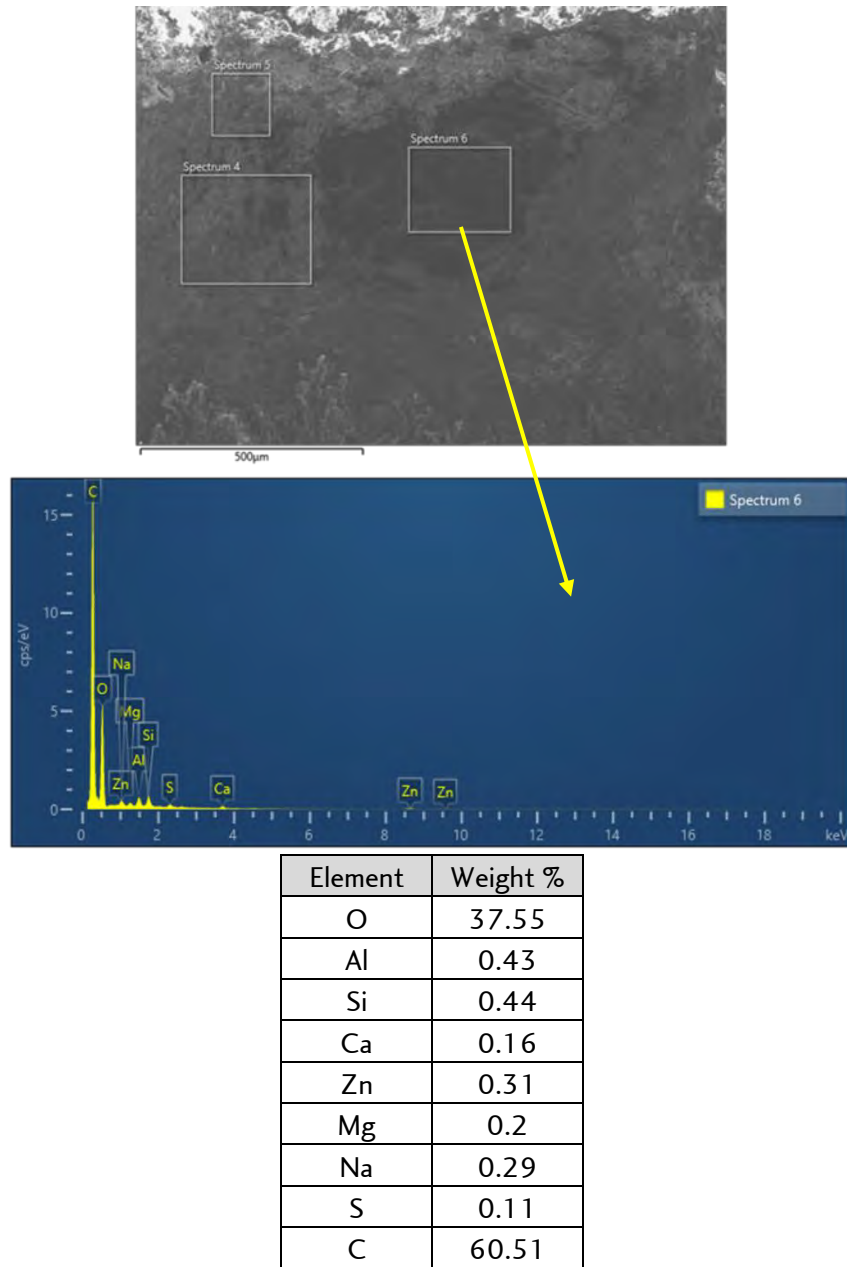 Spectrum 5
Spectrum 6
Spectrum 4
500µm
Spectrum 6
cps/eV
15
10
5
0
C
Na
O
Mg
Si
Al
Zn
S
Ca
Zn
Zn
0 2 4 6 8 10 12 14 16 18 keV
Element Weight %
O 37.55
Al 0.43
Si 0.44
Ca 0.16
Zn 0.31
Mg 0.2
Na 0.29
S 0.11
C 60.51